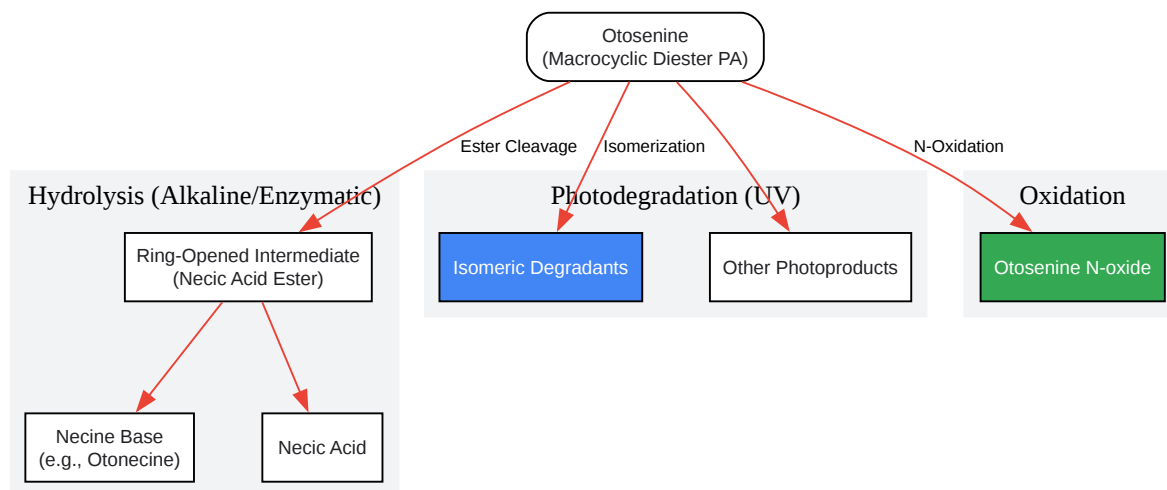 Otosenine
(Macrocyclic Diester PA)
Ester Cleavage
Isomerization
N-Oxidation
Hydrolysis (Alkaline/Enzymatic)
Photodegradation (UV)
Oxidation
Ring-Opened Intermediate
(Necic Acid Ester)
Isomeric Degradants
Other Photoproducts
Otosenine N-oxide
Necine Base
(e.g., Otonecine)
Necic Acid